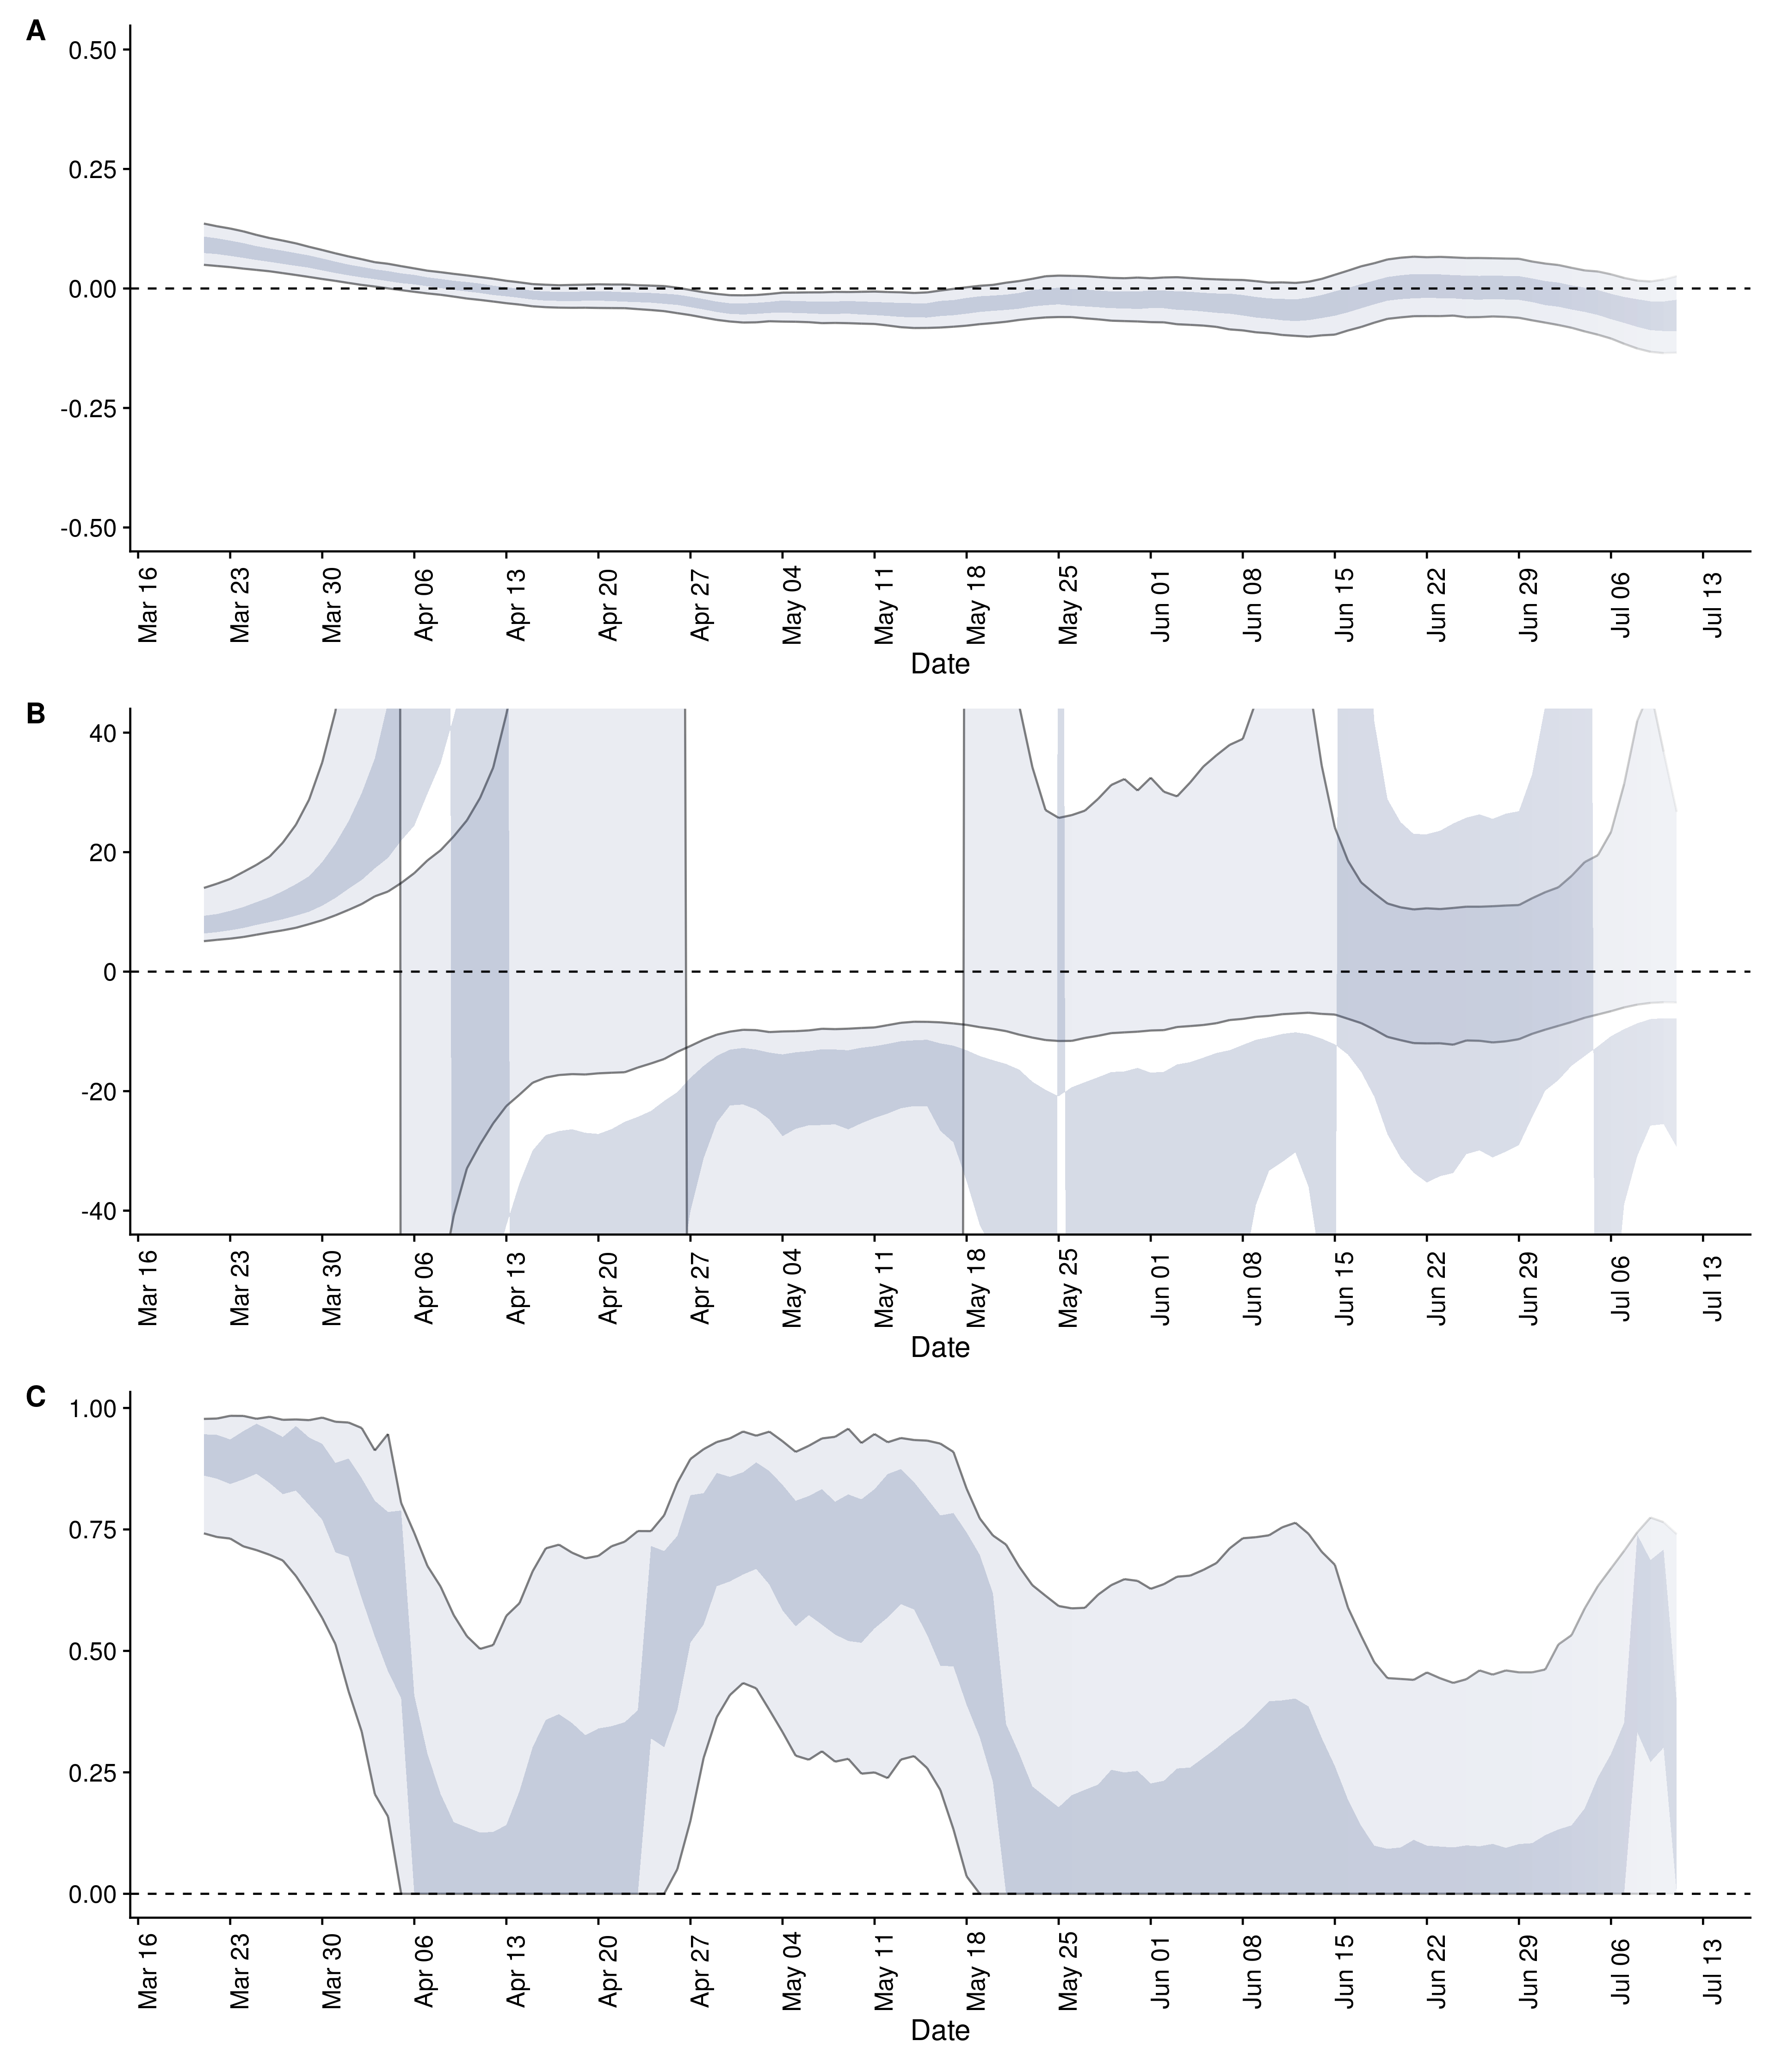 A
0.50
0.25
0.00
-0.25
-0.50
Mar 16
Mar 23
Mar 30
Apr 06
Apr 13
Apr 20
Apr 27
May 04
May 11
May 18
May 25
Jun 01
Jun 08
Jun 15
Jun 22
Jun 29
Jul 06
Jul 13
Date
B
40
20
0
-20
-40
Mar 16
Mar 23
Mar 30
Apr 06
Apr 13
Apr 20
Apr 27
May 04
May 11
May 18
May 25
Jun 01
Jun 08
Jun 15
Jun 22
Jun 29
Jul 06
Jul 13
Date
C
1.00
0.75
0.50
0.25
0.00
Mar 16
Mar 23
Mar 30
Apr 06
Apr 13
Apr 20
Apr 27
May 04
May 11
May 18
May 25
Jun 01
Jun 08
Jun 15
Jun 22
Jun 29
Jul 06
Jul 13
Date